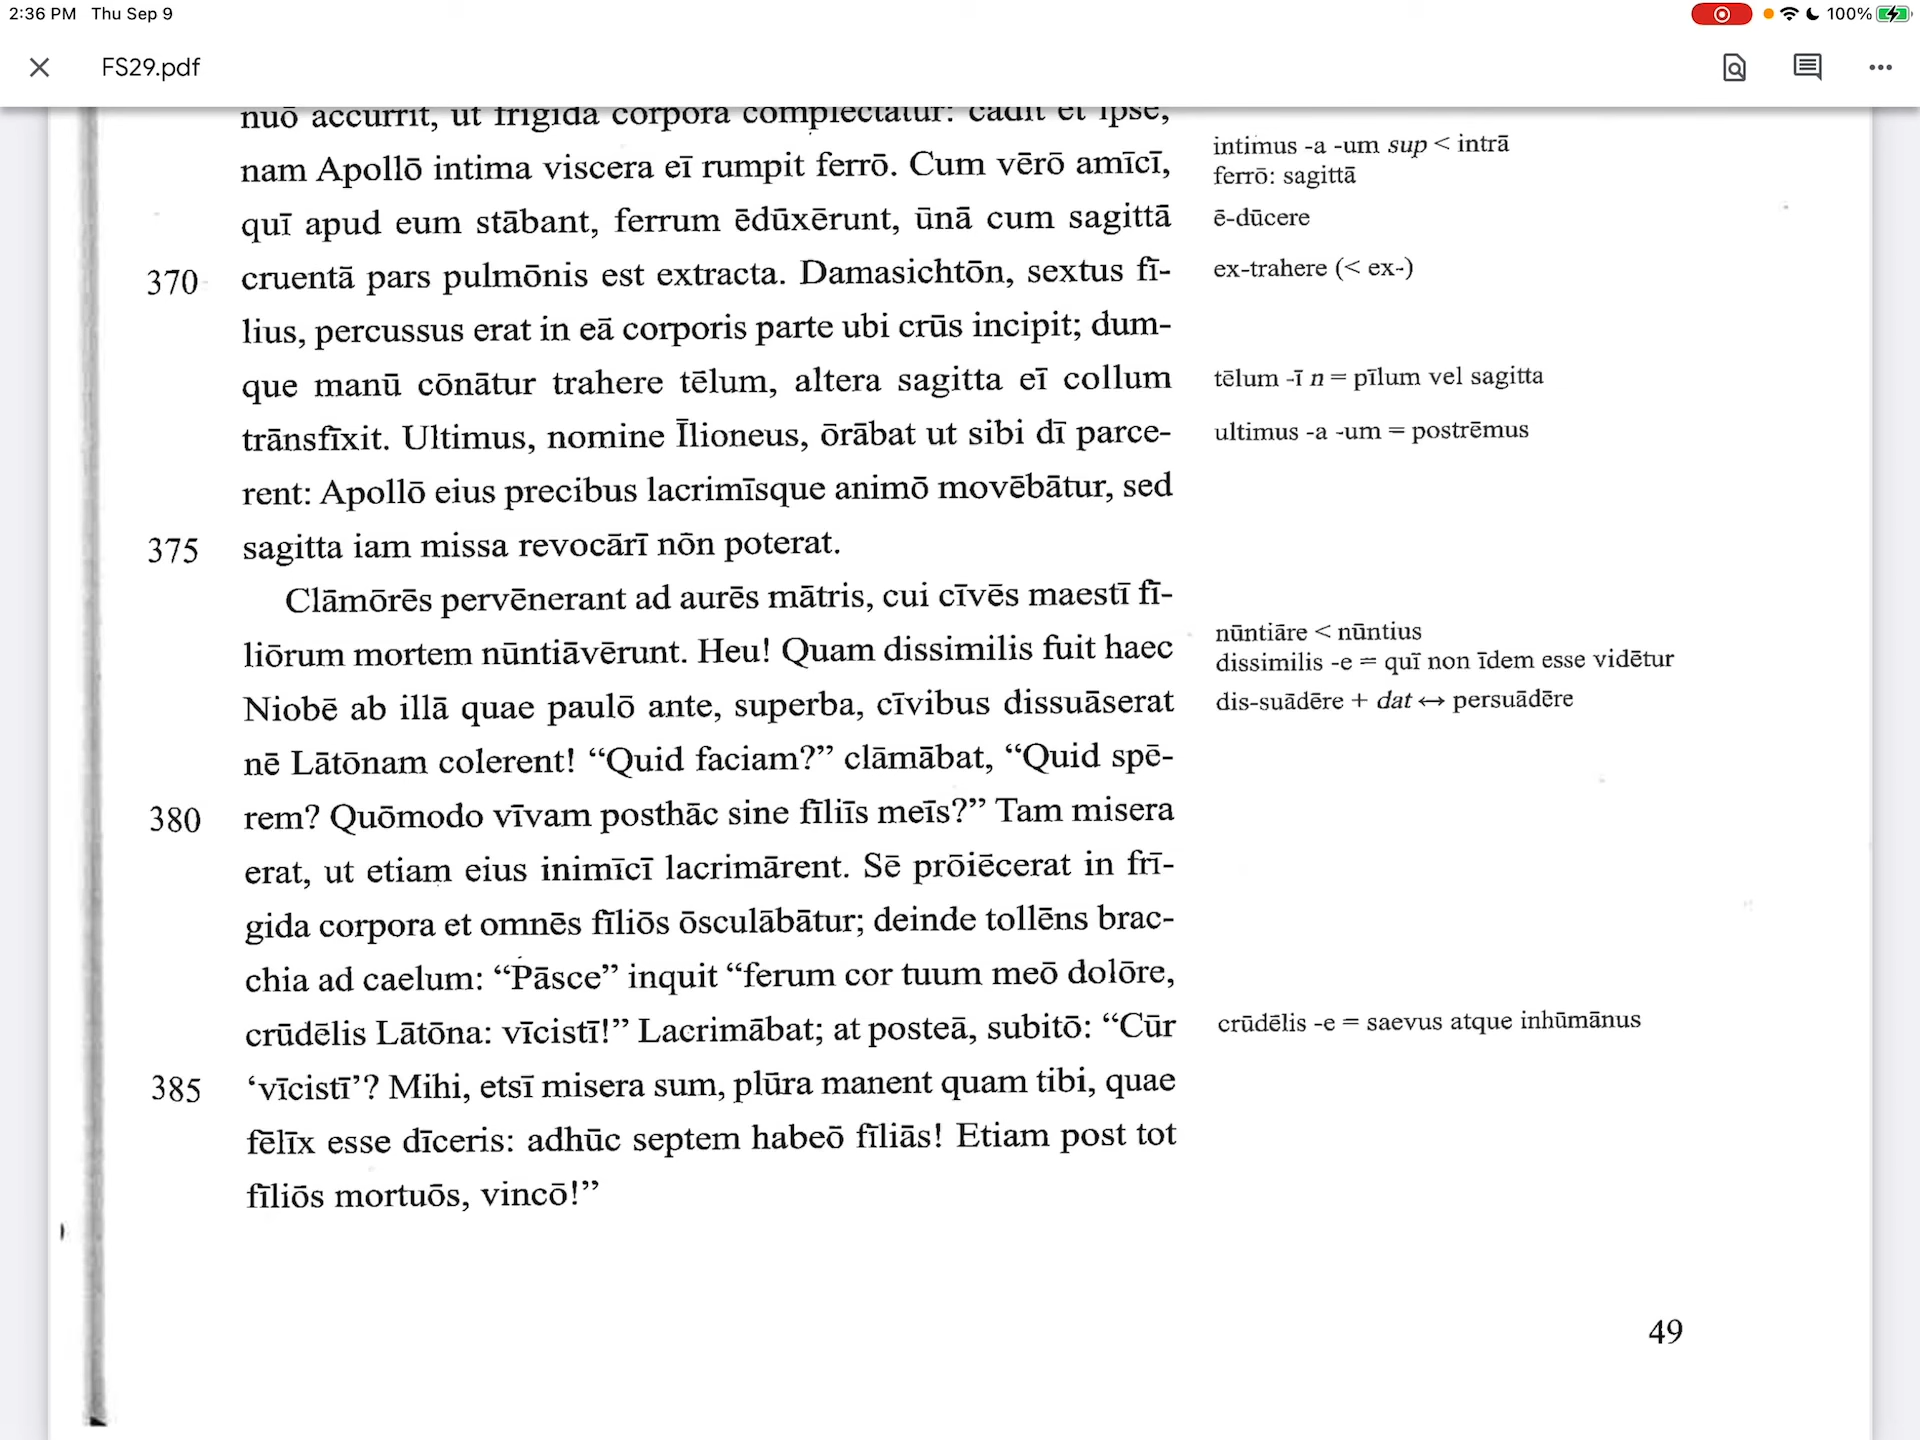 2:36 PM Thu Sep 9
100%
FS29.pdf
nuō accurrit, ut frīgida corpora complectātur: cadit et ipse,
nam Apollō intima viscera eī rumpit ferrō. Cum vērō amīcī,
intimus -a -um sup < intrā
ferrō: sagittā
quī apud eum stābant, ferrum ēdūxērunt, ūnā cum sagittā
ē-dūcere
370 cruentā pars pulmōnis est extracta. Damasichtōn, sextus fī-
ex-trahere (< ex-)
lius, percussus erat in eā corporis parte ubi crūs incipit; dum-
que manū cōnātur trahere tēlum, altera sagitta eī collum
tēlum -ī n = pīlum vel sagitta
trānsfīxit. Ultimus, nomine Īlioneus, ōrābat ut sibi dī parce-
ultimus -a -um = postrēmus
rent: Apollō eius precibus lacrimīsque animō movēbātur, sed
375 sagitta iam missa revocārī nōn poterat.
Clāmōrēs pervēnerant ad aurēs mātris, cui cīvēs maestī fī-
liōrum mortem nūntiāvērunt. Heu! Quam dissimilis fuit haec
nūntiāre < nūntius
dissimilis -e = quī non īdem esse vidētur
Niobē ab illā quae paulō ante, superba, cīvibus dissuāserat
dis-suādēre + dat ↔ persuādēre
nē Lātōnam colerent! “Quid faciam?” clāmābat, “Quid spē-
380 rem? Quōmodo vīvam posthāc sine fīliīs meīs?” Tam misera
erat, ut etiam eius inimīcī lacrimārent. Sē prōiēcerat in frī-
gida corpora et omnēs fīliōs ōsculābātur; deinde tollēns brac-
chia ad caelum: “Pāsce” inquit “ferum cor tuum meō dolōre,
crūdēlis Lātōna: vīcistī!” Lacrimābat; at posteā, subitō: “Cūr
crūdēlis -e = saevus atque inhūmānus
385 ‘vīcistī’? Mihi, etsī misera sum, plūra manent quam tibi, quae
fēlīx esse dīceris: adhūc septem habeō fīliās! Etiam post tot
fīliōs mortuōs, vincō!”
49